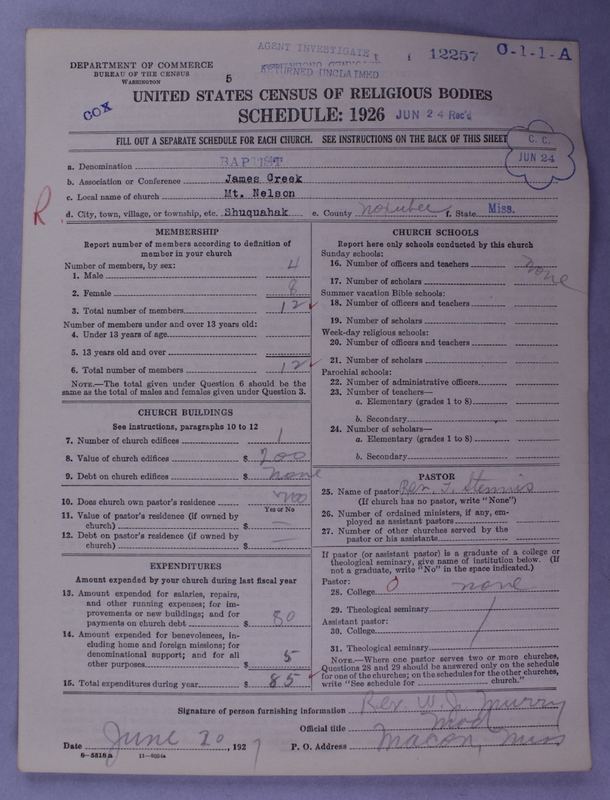 AGENT INVESTIGATE 12257 O-1-1-A
DEPARTMENT OF COMMERCE
BUREAU OF THE CENSUS
WASHINGTON
RETURNED UNCLAIMED
5
COX
UNITED STATES CENSUS OF RELIGIOUS BODIES
SCHEDULE: 1926 JUN 24 Rec'd
FILL OUT A SEPARATE SCHEDULE FOR EACH CHURCH. SEE INSTRUCTIONS ON THE BACK OF THIS SHEET
C. C.
JUN 24
a. Denomination BAPTIST
b. Association or Conference James Creek
c. Local name of church Mt. Nelson
d. City, town, village, or township, etc. Shuquahak e. County Noxubee f. State Miss.
R
MEMBERSHIP
Report number of members according to definition of
member in your church
Number of members, by sex:
1. Male 4
2. Female 8
3. Total number of members 12
Number of members under and over 13 years old:
4. Under 13 years of age
5. 13 years old and over
6. Total number of members 12
NOTE.—The total given under Question 6 should be the
same as the total of males and females given under Question 3.
CHURCH BUILDINGS
See instructions, paragraphs 10 to 12
7. Number of church edifices 1
8. Value of church edifices $ 200
9. Debt on church edifices $ none
10. Does church own pastor's residence no
Yes or No
11. Value of pastor's residence (if owned by
church) $ —
12. Debt on pastor's residence (if owned by
church) $ —
EXPENDITURES
Amount expended by your church during last fiscal year
13. Amount expended for salaries, repairs,
and other running expenses; for im-
provements or new buildings; and for
payments on church debt $ 80
14. Amount expended for benevolences, in-
cluding home and foreign missions; for
denominational support; and for all
other purposes $ 5
15. Total expenditures during year $ 85
CHURCH SCHOOLS
Report here only schools conducted by this church
Sunday schools:
16. Number of officers and teachers none
17. Number of scholars
Summer vacation Bible schools:
18. Number of officers and teachers
19. Number of scholars
Week-day religious schools:
20. Number of officers and teachers
21. Number of scholars
Parochial schools:
22. Number of administrative officers
23. Number of teachers—
a. Elementary (grades 1 to 8)
b. Secondary
24. Number of scholars—
a. Elementary (grades 1 to 8)
b. Secondary
PASTOR
25. Name of pastor Rev. T. Stennis
(If church has no pastor, write "None")
26. Number of ordained ministers, if any, em-
ployed as assistant pastors
27. Number of other churches served by the
pastor or his assistants
If pastor (or assistant pastor) is a graduate of a college or
theological seminary, give name of institution below. (If
not a graduate, write "No" in the space indicated.)
Pastor:
28. College 0 none
29. Theological seminary
Assistant pastor:
30. College
31. Theological seminary
NOTE.—Where one pastor serves two or more churches,
Questions 28 and 29 should be answered only on the schedule
for one of the churches; on the schedules for the other churches,
write "See schedule for church."
Signature of person furnishing information Rev. W. J. Murry
Official title Mod
Date June 20, 1927 P. O. Address Macon, Miss
6-5518a